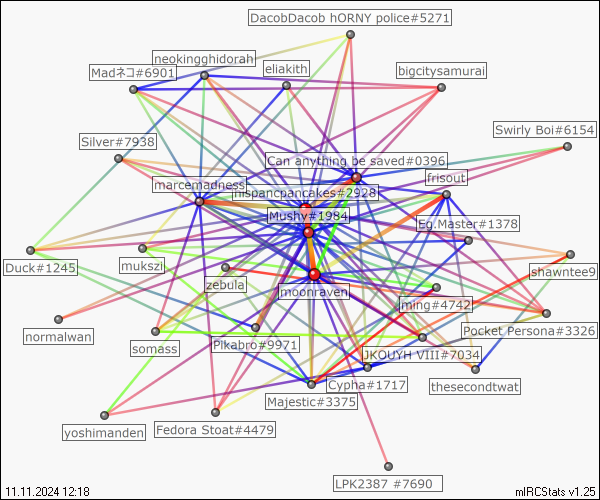 DacobDacob hORNY police#5271
neokingghidorah
Madネコ#6901
eliakith
bigcitysamurai
Swirly Boi#6154
Silver#7938
Can anything be saved#0396
frisout
marcemadness
mispancpancakes#2928
Mushy#1984
Eg.Master#1378
Duck#1245
mukszi
zebula
moonraven
shawntee9
ming#4742
Pocket Persona#3326
normalwan
somass
Pikabro#9971
JKOUYH VIII#7034
Cypha#1717
thesecondtwat
Majestic#3375
yoshimanden
Fedora Stoat#4479
LPK2387 #7690
11.11.2024 12:18
mIRCStats v1.25